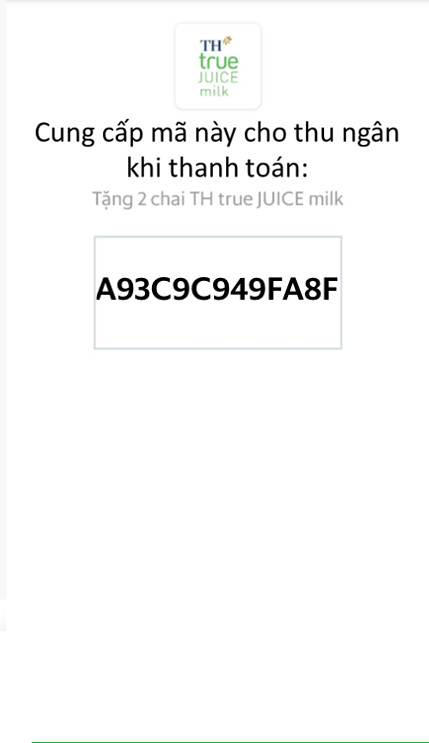 TH
true
JUICE
milk
Cung cấp mã này cho thu ngân
khi thanh toán:
Tặng 2 chai TH true JUICE milk
A93C9C949FA8F